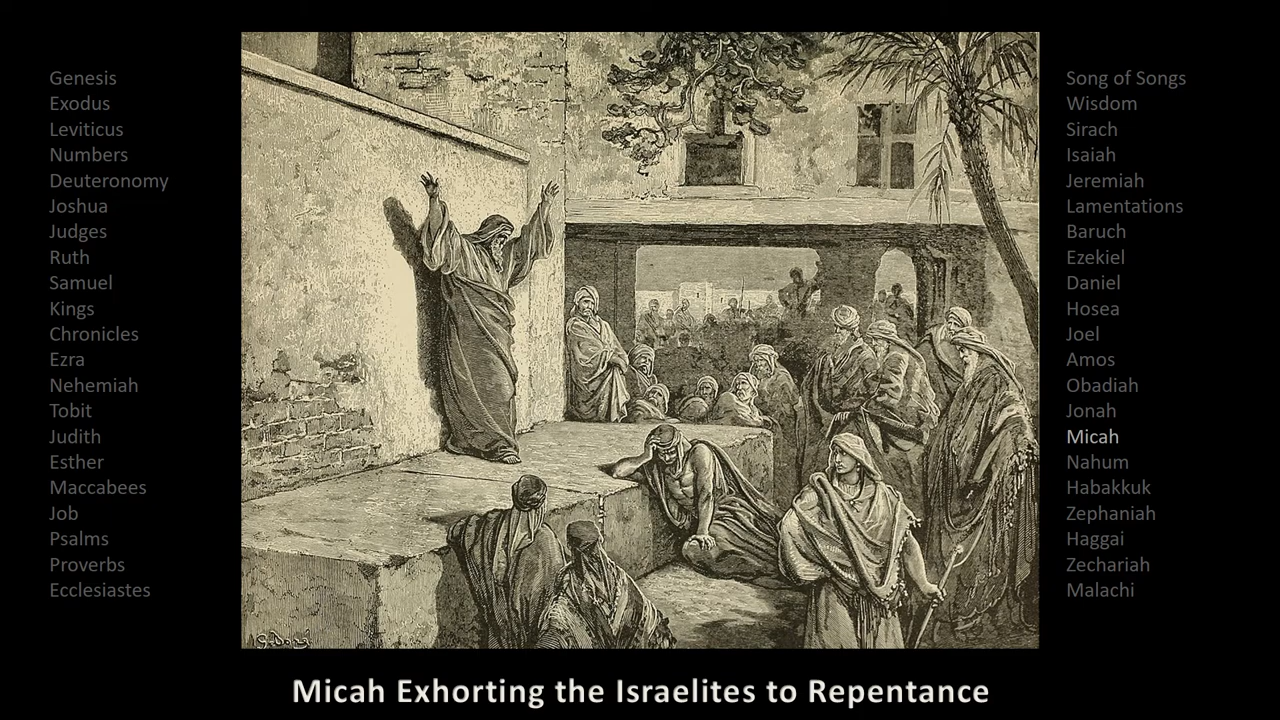 Genesis
Exodus
Leviticus
Numbers
Deuteronomy
Joshua
Judges
Ruth
Samuel
Kings
Chronicles
Ezra
Nehemiah
Tobit
Judith
Esther
Maccabees
Job
Psalms
Proverbs
Ecclesiastes
Song of Songs
Wisdom
Sirach
Isaiah
Jeremiah
Lamentations
Baruch
Ezekiel
Daniel
Hosea
Joel
Amos
Obadiah
Jonah
Micah
Nahum
Habakkuk
Zephaniah
Haggai
Zechariah
Malachi
G. Doré
Micah Exhorting the Israelites to Repentance